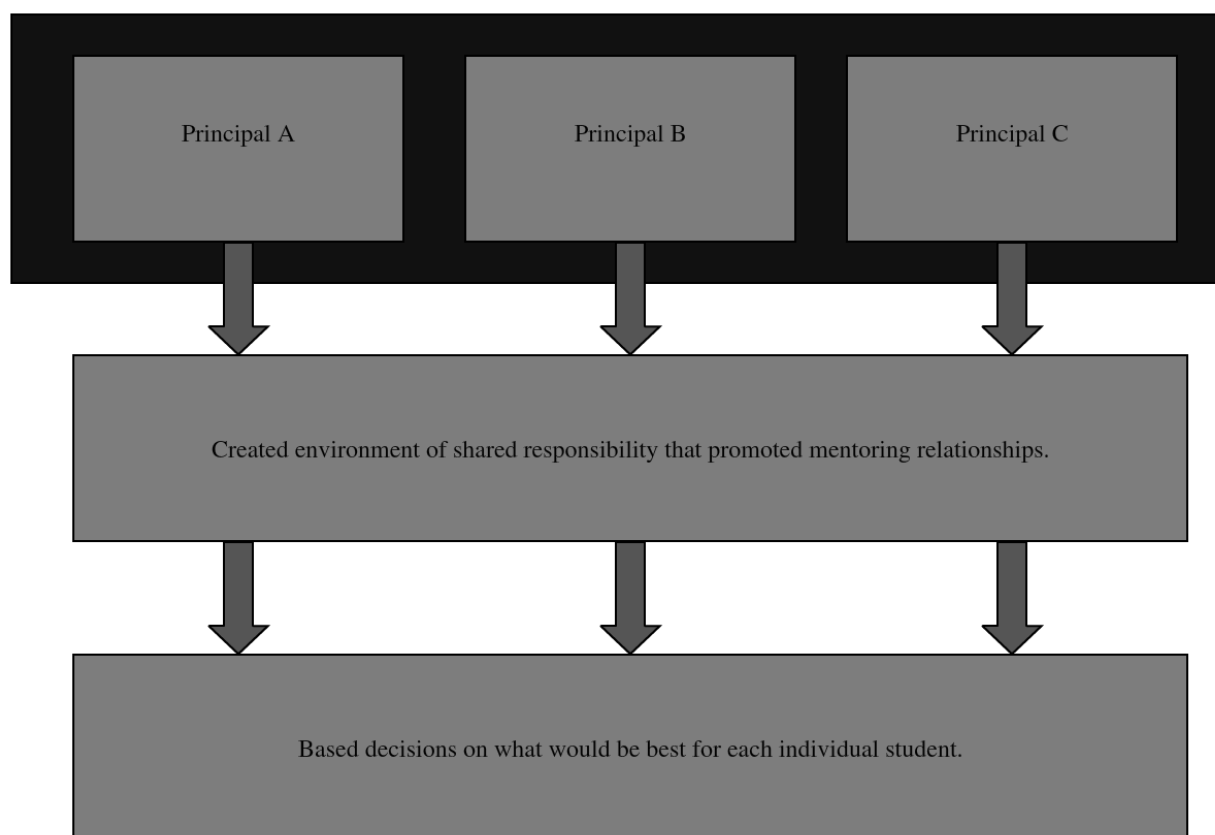 Principal A
Principal B
Principal C
Created environment of shared responsibility that promoted mentoring relationships.
Based decisions on what would be best for each individual student.